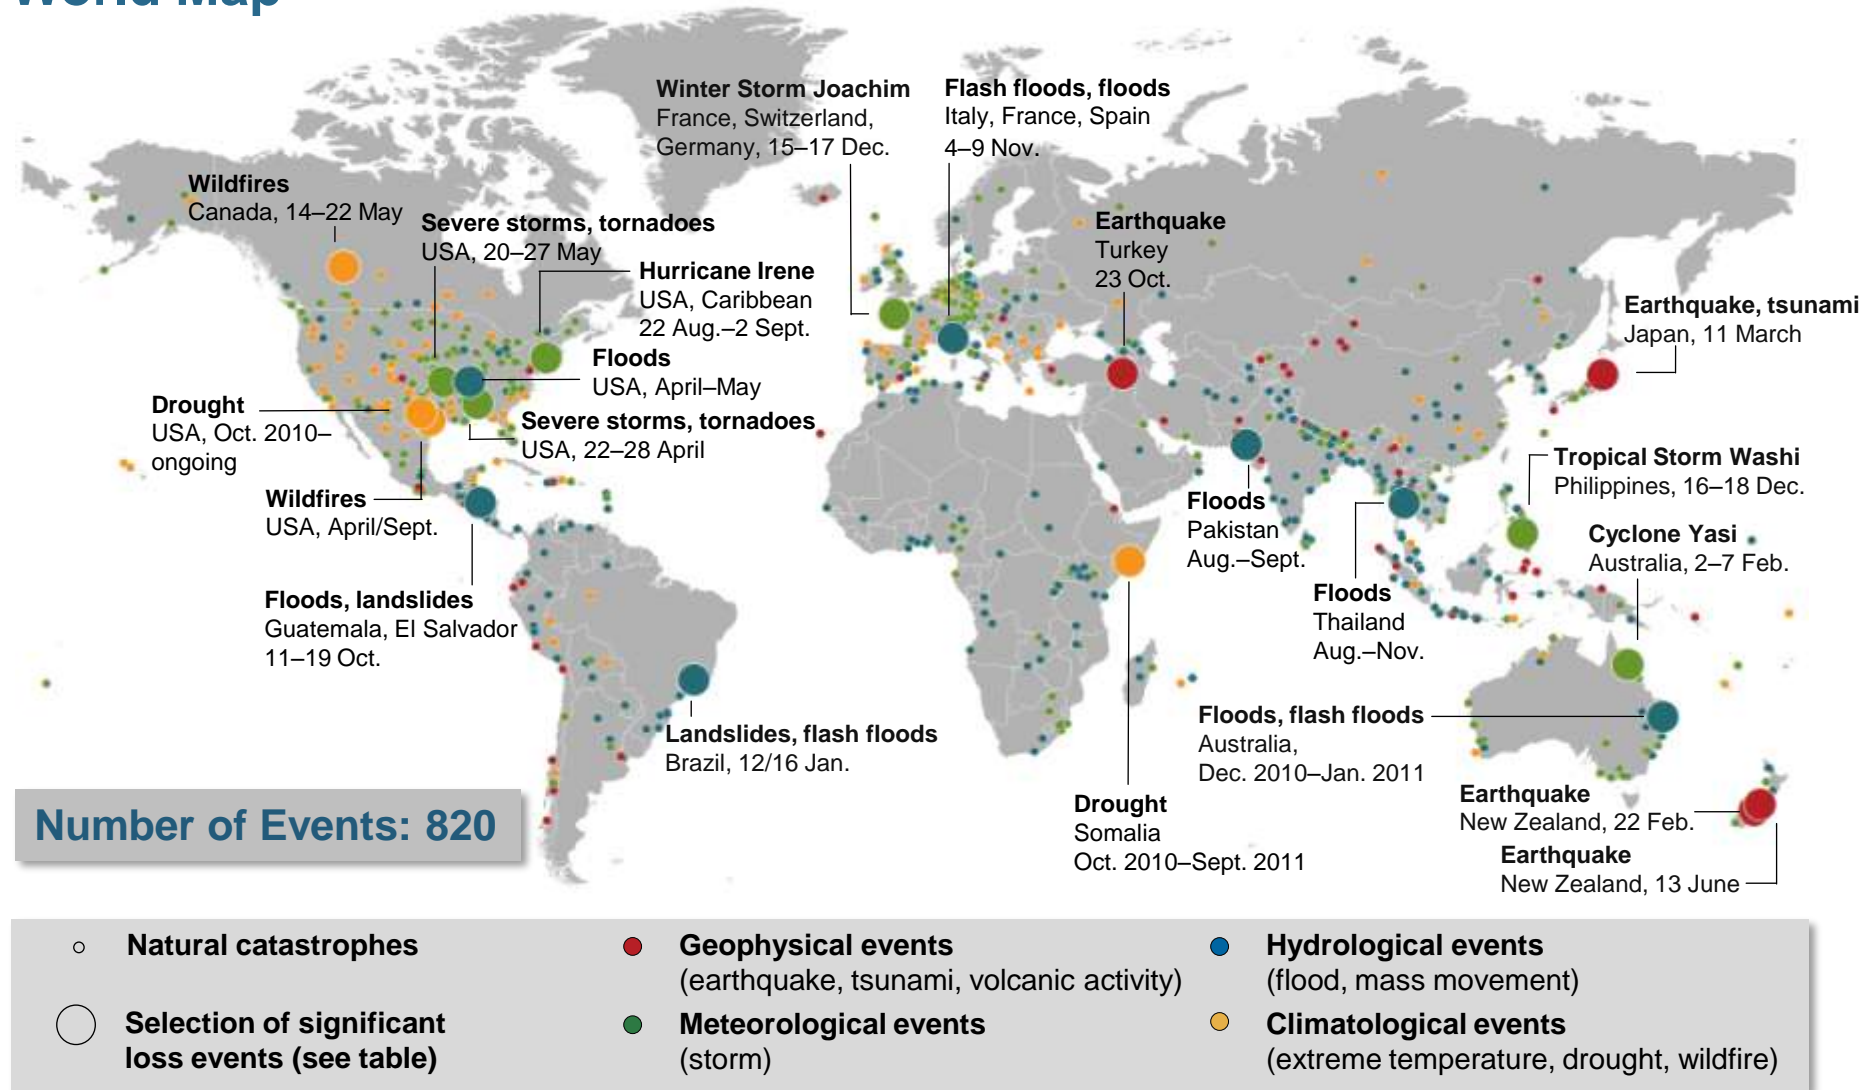 World Map
Winter Storm Joachim
France, Switzerland,
Germany, 15–17 Dec.
Flash floods, floods
Italy, France, Spain
4–9 Nov.
Wildfires
Canada, 14–22 May
Severe storms, tornadoes
USA, 20–27 May
Earthquake
Turkey
23 Oct.
Hurricane Irene
USA, Caribbean
22 Aug.–2 Sept.
Earthquake, tsunami
Japan, 11 March
Floods
USA, April–May
Drought
USA, Oct. 2010–
ongoing
Severe storms, tornadoes
USA, 22–28 April
Tropical Storm Washi
Philippines, 16–18 Dec.
Wildfires
USA, April/Sept.
Floods
Pakistan
Aug.–Sept.
Cyclone Yasi
Australia, 2–7 Feb.
Floods, landslides
Guatemala, El Salvador
11–19 Oct.
Floods
Thailand
Aug.–Nov.
Landslides, flash floods
Brazil, 12/16 Jan.
Floods, flash floods
Australia,
Dec. 2010–Jan. 2011
Drought
Somalia
Oct. 2010–Sept. 2011
Earthquake
New Zealand, 22 Feb.
Earthquake
New Zealand, 13 June
Number of Events: 820
Natural catastrophes
Selection of significant
loss events (see table)
Geophysical events
(earthquake, tsunami, volcanic activity)
Meteorological events
(storm)
Hydrological events
(flood, mass movement)
Climatological events
(extreme temperature, drought, wildfire)